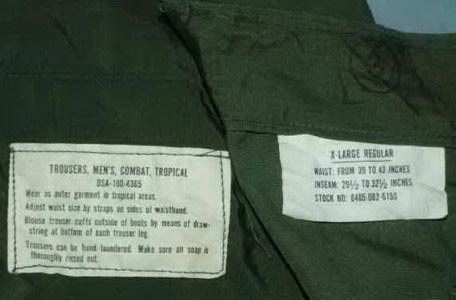 TROUSERS, MEN'S, COMBAT, TROPICAL
DSA-100-4365
Wear as outer garment in tropical areas.
Adjust waist size by straps on sides of waistband.
Blouse trouser cuffs outside of boots by means of draw-
string at bottom of each trouser leg.
Trousers can be hand laundered. Make sure all soap is
thoroughly rinsed out.
X-LARGE REGULAR
WAIST: FROM 39 TO 43 INCHES
INSEAM: 29½ TO 32½ INCHES
STOCK NO: 8405-082-6150